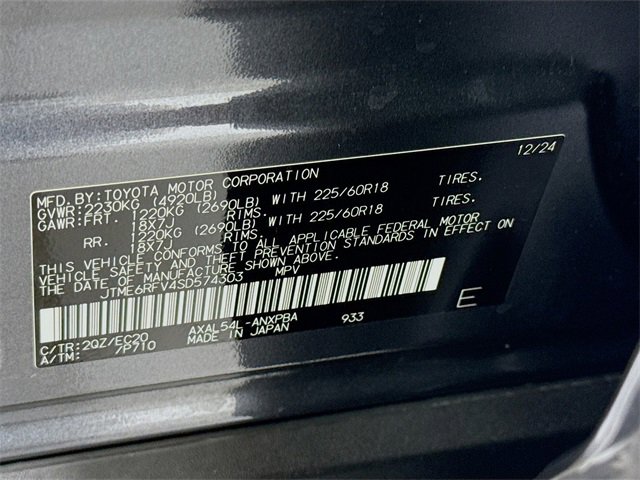 MFD.BY:TOYOTA MOTOR CORPORATION 12/24
GVWR:2230KG (4920LB)
GAWR:FRT. 1220KG (2690LB) WITH 225/60R18 TIRES.
18X7J RIMS.
RR. 1220KG (2690LB) WITH 225/60R18 TIRES.
18X7J RIMS.
THIS VEHICLE CONFORMS TO ALL APPLICABLE FEDERAL MOTOR
VEHICLE SAFETY AND THEFT PREVENTION STANDARDS IN EFFECT ON
THE DATE OF MANUFACTURE SHOWN ABOVE.
JTME6RFV4SD574303 MPV
E
C/TR:2QZ/EC20 AXAL54L-ANXPBA 933
A/TM: /P710 MADE IN JAPAN